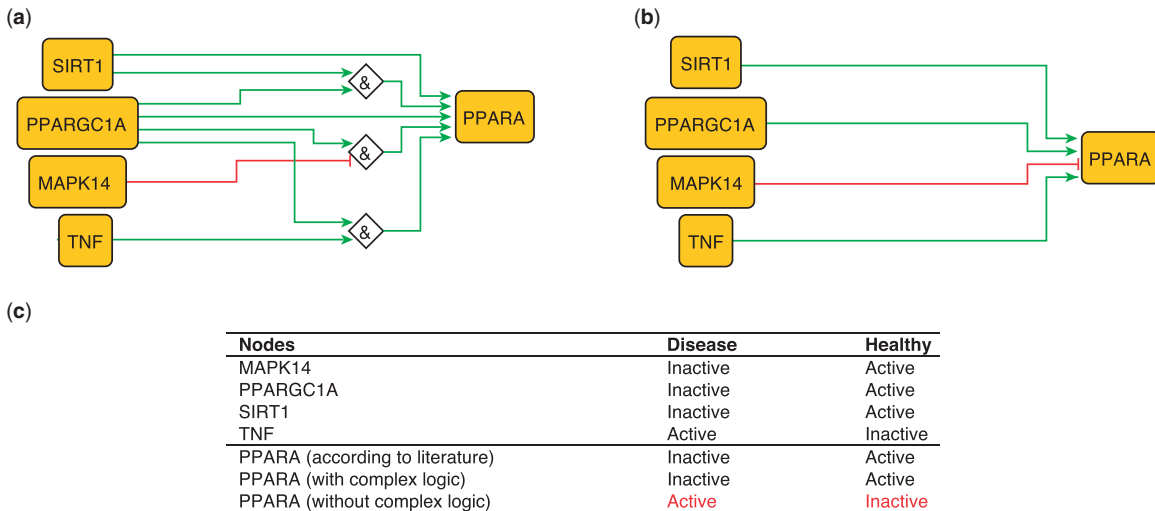 (a)
SIRT1
PPARGC1A
MAPK14
TNF
&
&
&
PPARA
(b)
SIRT1
PPARGC1A
MAPK14
TNF
PPARA
(c)
Nodes Disease Healthy
MAPK14 Inactive Active
PPARGC1A Inactive Active
SIRT1 Inactive Active
TNF Active Inactive
PPARA (according to literature) Inactive Active
PPARA (with complex logic) Inactive Active
PPARA (without complex logic) Active Inactive